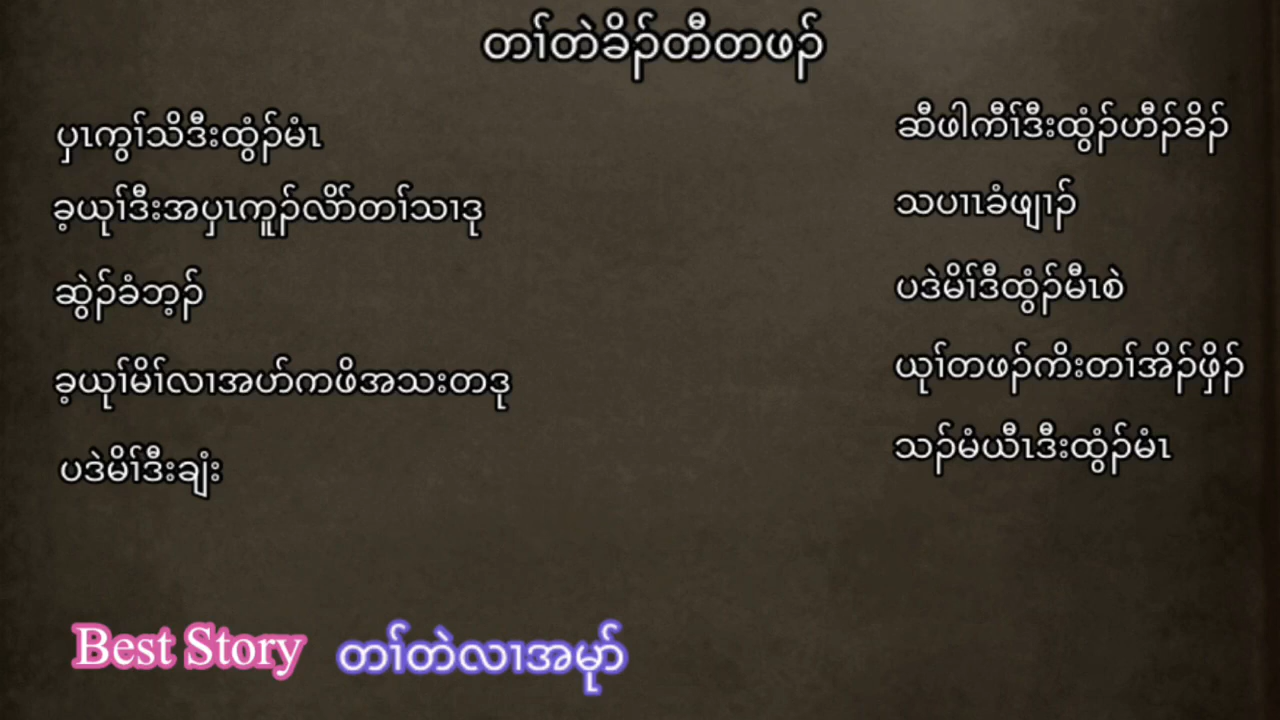 တၢ်တဲခိၣ်တီတဖၣ်
ပှၤကွၢ်သိဒီးထွံၣ်မံၤ
ခ့ယုၢ်ဒီးအပှၤကူၣ်လိာ်တၢ်သၢဒု
ဆွဲၣ်ခံဘ့ၣ်
ခ့ယုၢ်မိၢ်လၢအဟ်ကဖိအသးတဒု
ပဒဲမိၢ်ဒီးချံး
ဆီဖါကီၢ်ဒီးထွံၣ်ဟီၣ်ခိၣ်
သပၢၤခံဖျၢၣ်
ပဒဲမိၢ်ဒီထွံၣ်မီၤစဲ
ယုၢ်တဖၣ်ကိးတၢ်အိၣ်ဖှိၣ်
သၣ်မံယီၤဒီးထွံၣ်မံၤ
Best Story တၢ်တဲလၢအမုာ်